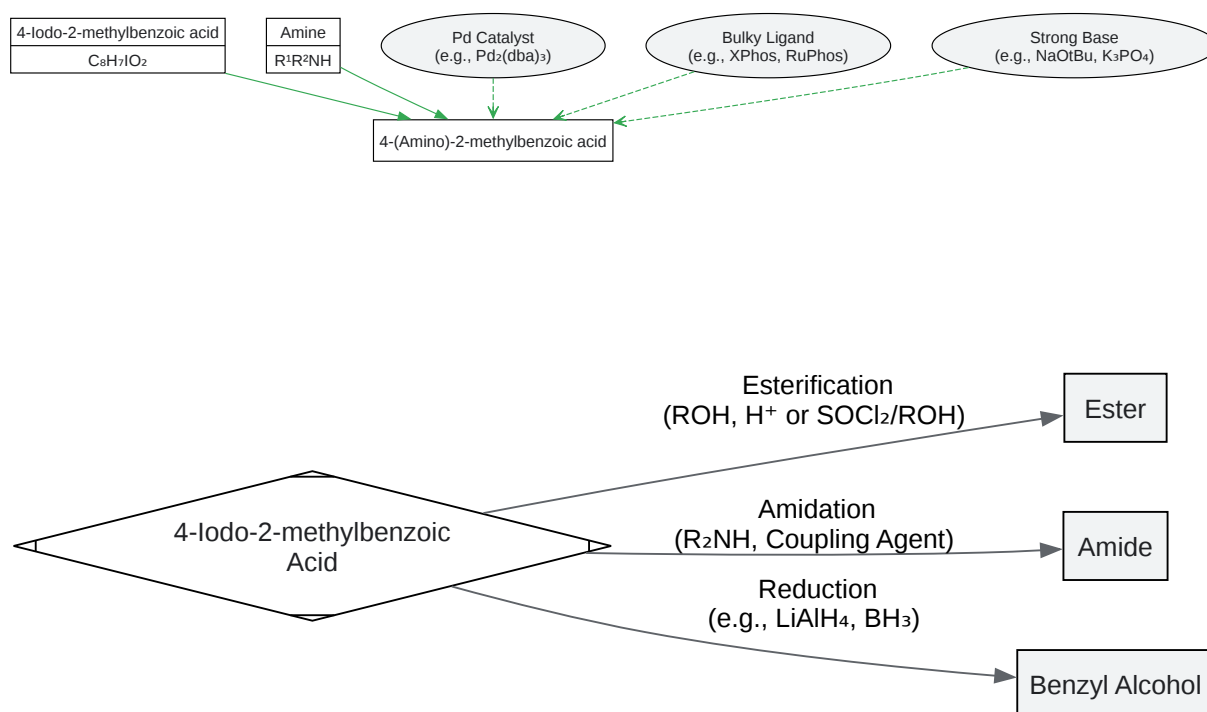 4-Iodo-2-methylbenzoic acid
C₈H₇IO₂
Amine
R¹R²NH
Pd Catalyst
(e.g., Pd₂(dba)₃)
Bulky Ligand
(e.g., XPhos, RuPhos)
Strong Base
(e.g., NaOtBu, K₃PO₄)
4-(Amino)-2-methylbenzoic acid
Esterification
(ROH, H⁺ or SOCl₂/ROH)
Ester
4-Iodo-2-methylbenzoic
Acid
Amidation
(R₂NH, Coupling Agent)
Amide
Reduction
(e.g., LiAlH₄, BH₃)
Benzyl Alcohol